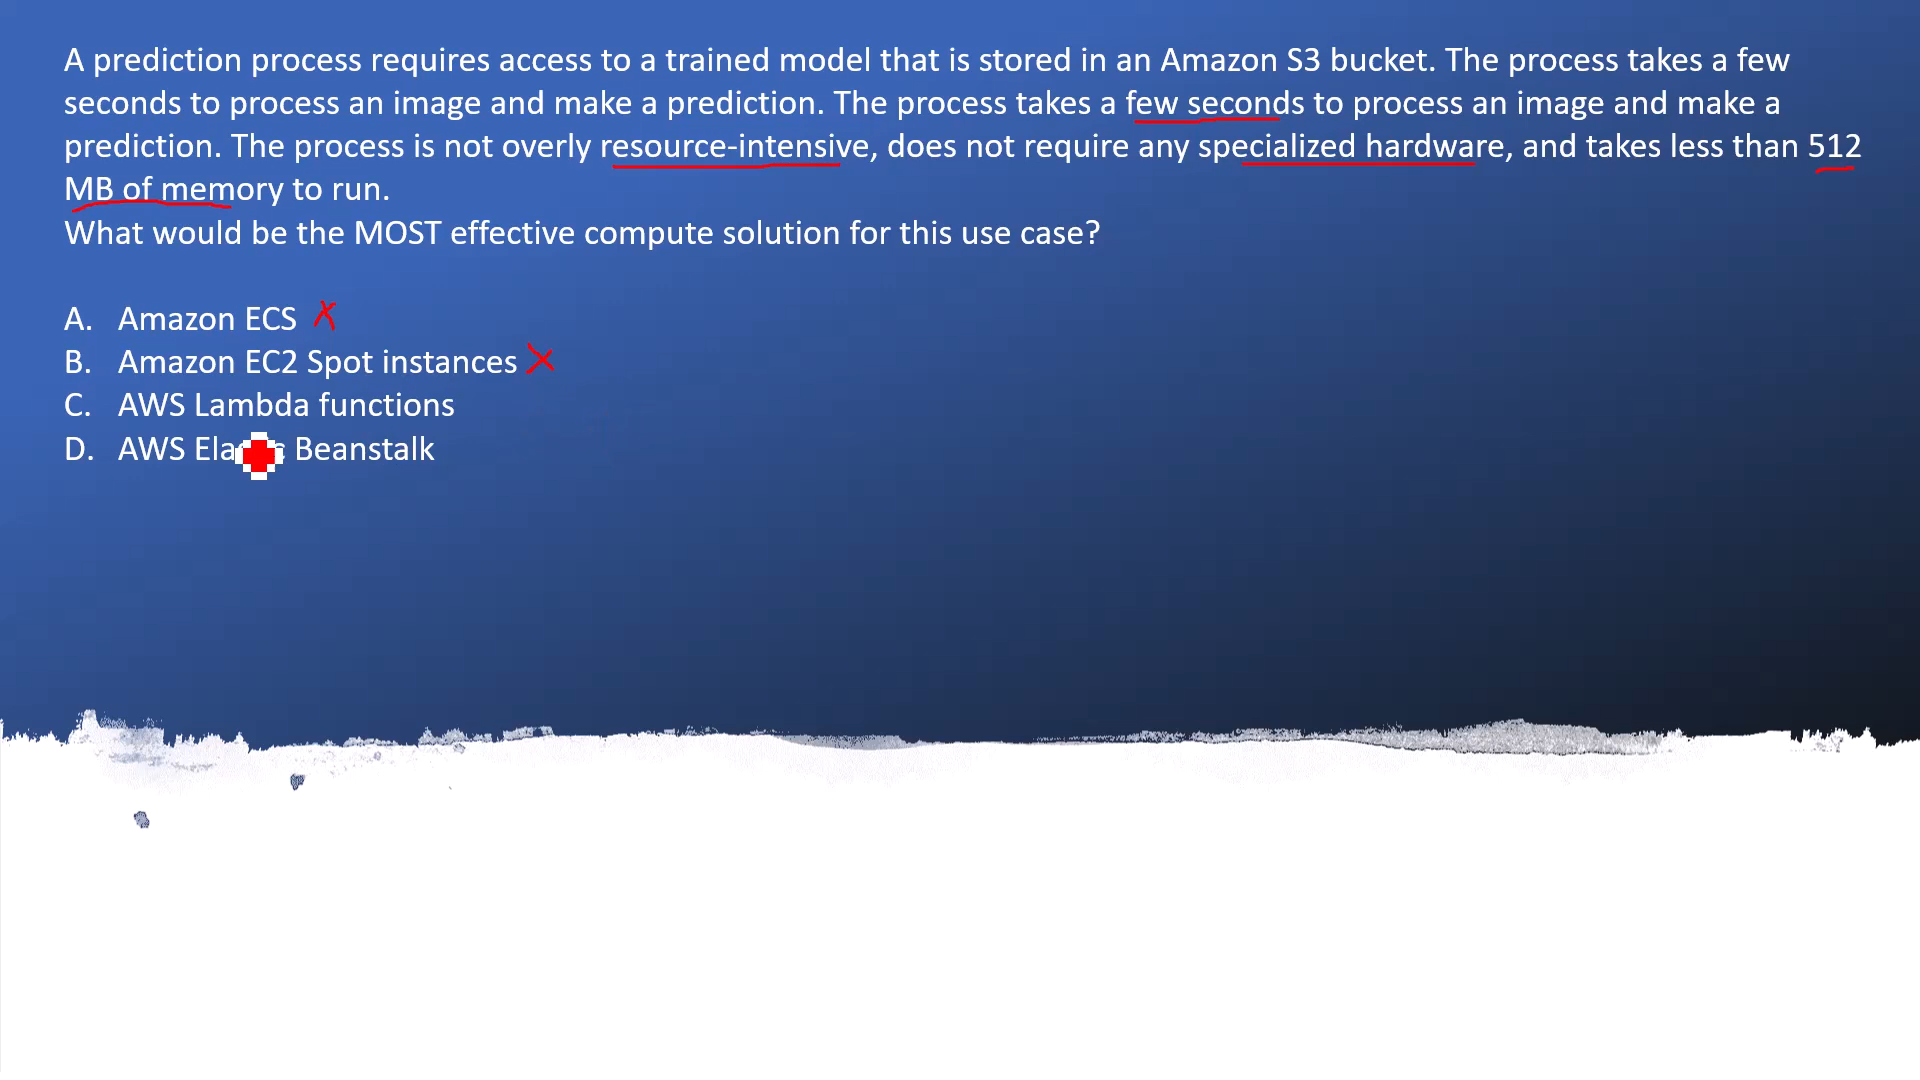 A prediction process requires access to a trained model that is stored in an Amazon S3 bucket. The process takes a few
seconds to process an image and make a prediction. The process takes a few seconds to process an image and make a
prediction. The process is not overly resource-intensive, does not require any specialized hardware, and takes less than 512
MB of memory to run.
What would be the MOST effective compute solution for this use case?
A. Amazon ECS
B. Amazon EC2 Spot instances
C. AWS Lambda functions
D. AWS Beanstalk